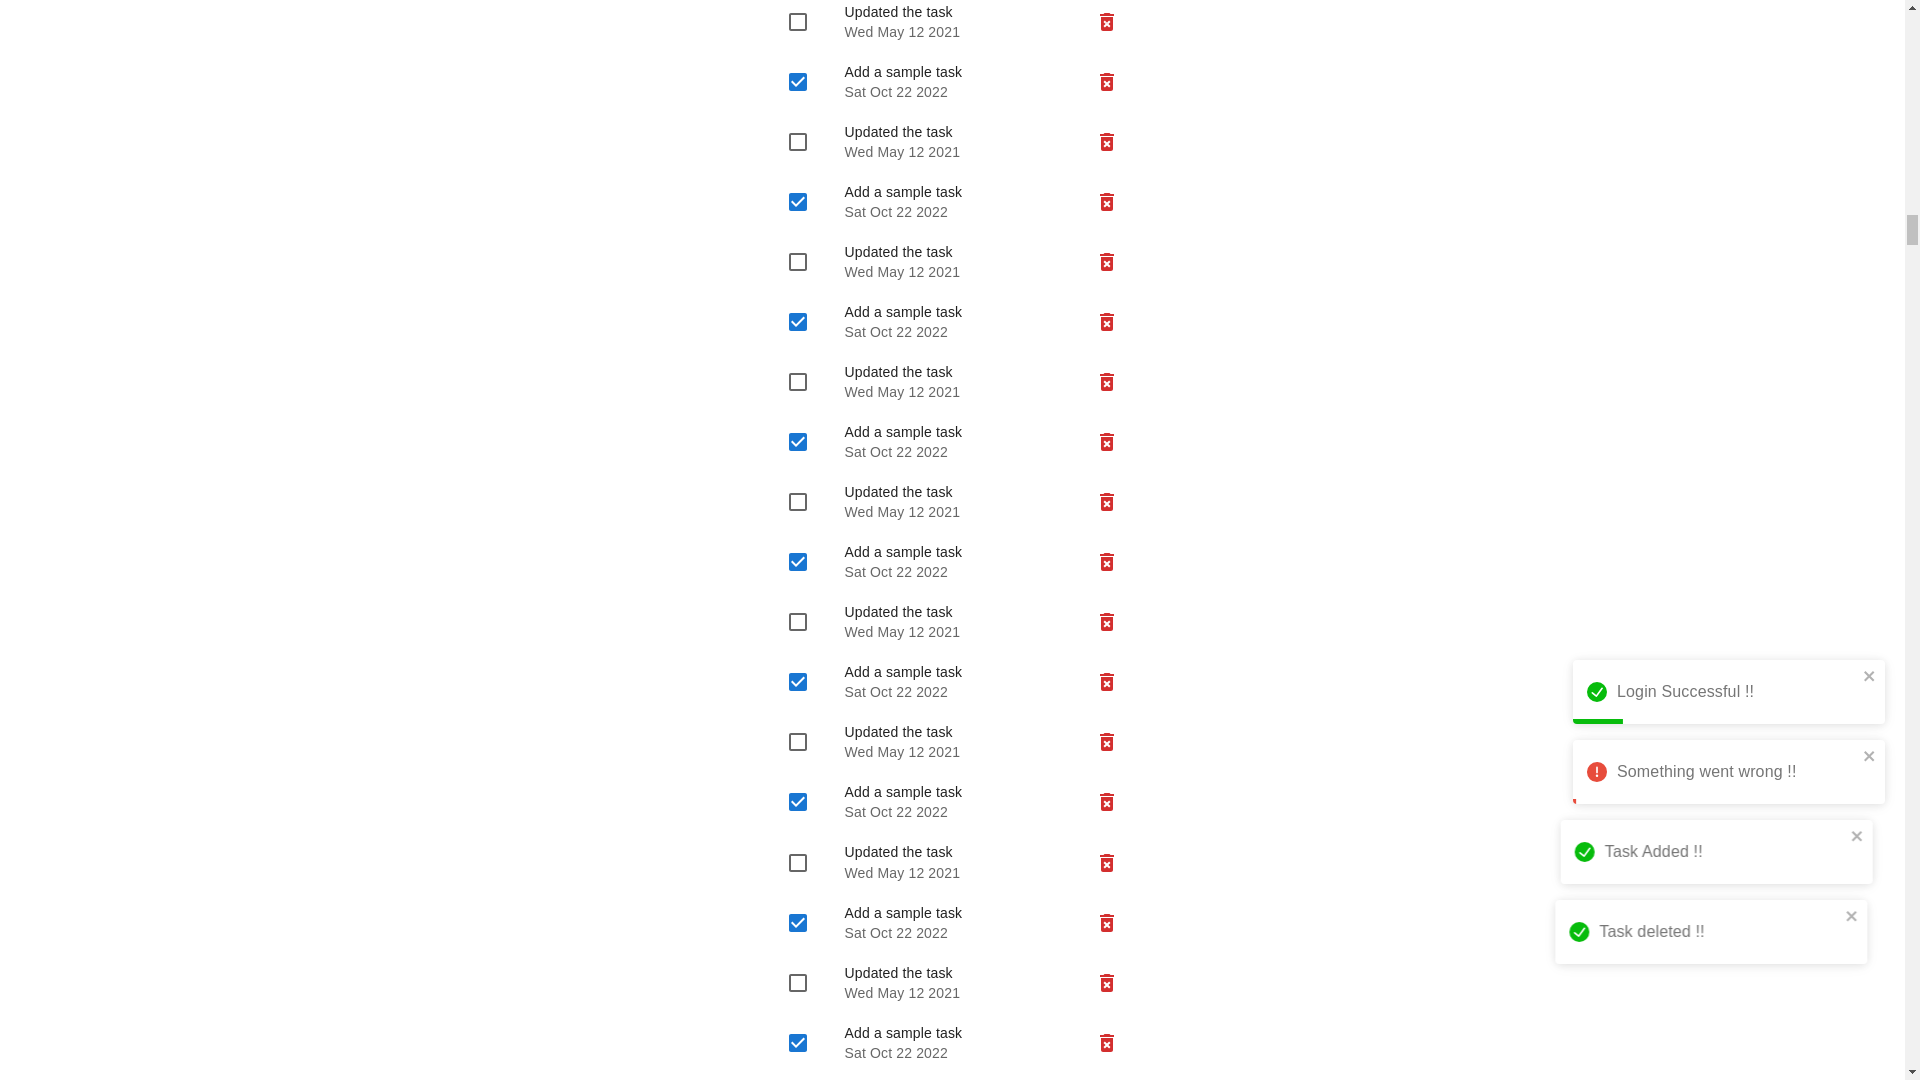 Updated the task
Wed May 12 2021
Add a sample task
Sat Oct 22 2022
Updated the task
Wed May 12 2021
Add a sample task
Sat Oct 22 2022
Updated the task
Wed May 12 2021
Add a sample task
Sat Oct 22 2022
Updated the task
Wed May 12 2021
Add a sample task
Sat Oct 22 2022
Updated the task
Wed May 12 2021
Add a sample task
Sat Oct 22 2022
Updated the task
Wed May 12 2021
Add a sample task
Sat Oct 22 2022
Updated the task
Wed May 12 2021
Add a sample task
Sat Oct 22 2022
Updated the task
Wed May 12 2021
Add a sample task
Sat Oct 22 2022
Updated the task
Wed May 12 2021
Add a sample task
Sat Oct 22 2022
Login Successful !!
Something went wrong !!
Task Added !!
Task deleted !!